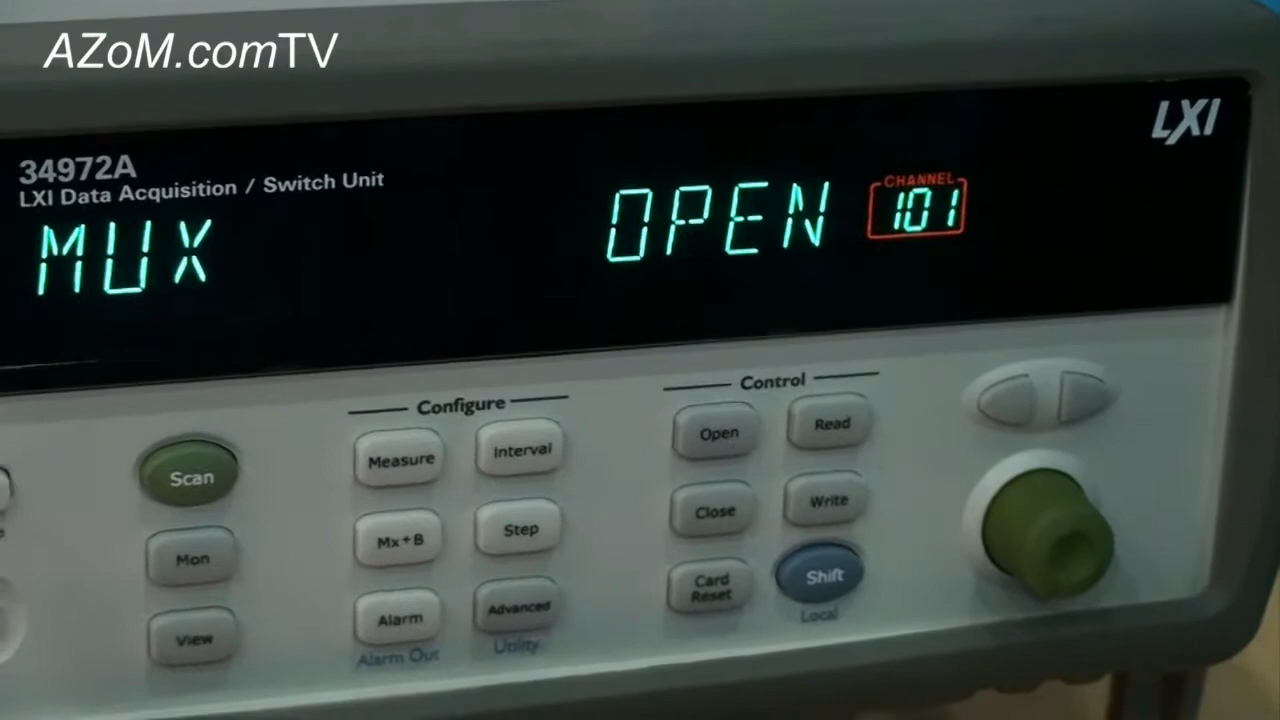 AZoM.comTV
LXI
34972A
LXI Data Acquisition / Switch Unit
MUX OPEN CHANNEL 101
Configure
Control
Scan
Measure
Interval
Open
Read
Mon
Mx+B
Step
Close
Write
View
Alarm
Advanced
Card
Reset
Shift
Alarm Out
Utility
Local